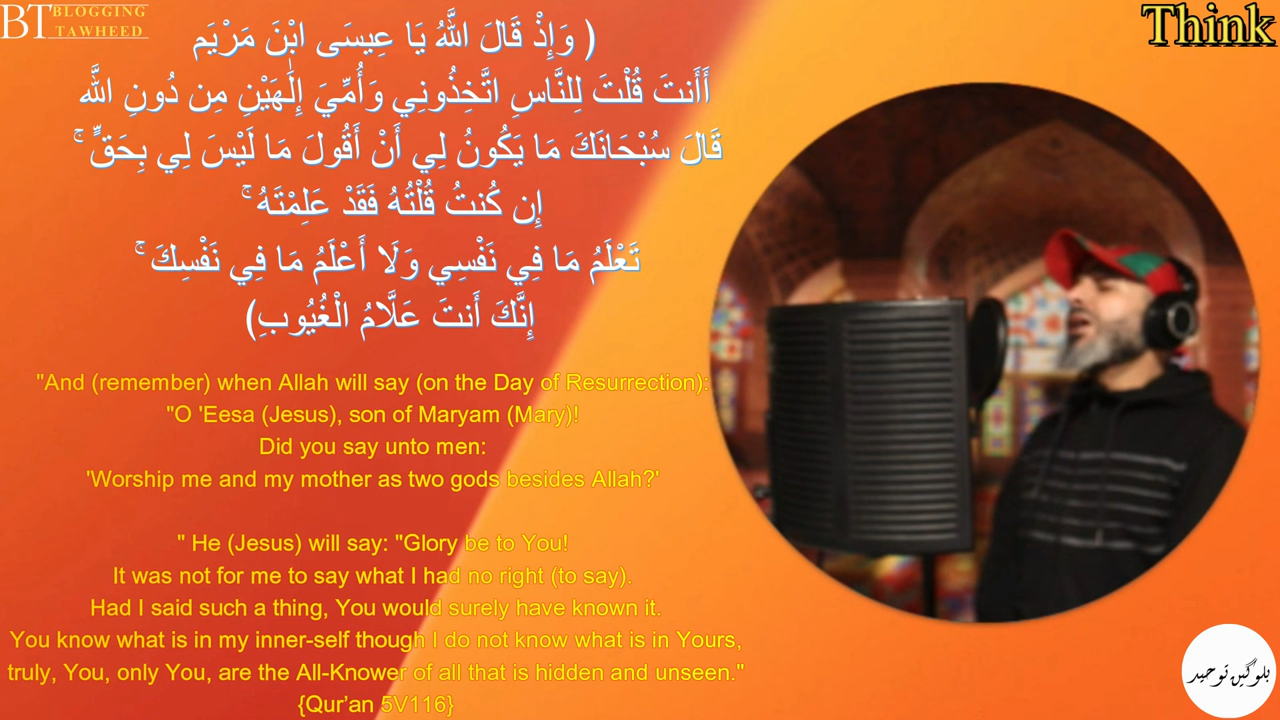 BT BLOGGING
TAWHEED
Think
( وَإِذْ قَالَ اللَّهُ يَا عِيسَى ابْنَ مَرْيَم
أَأَنتَ قُلْتَ لِلنَّاسِ اتَّخِذُونِي وَأُمِّيَ إِلَٰهَيْنِ مِن دُونِ اللَّه
قَالَ سُبْحَانَكَ مَا يَكُونُ لِي أَنْ أَقُولَ مَا لَيْسَ لِي بِحَقٍّ ۚ
إِن كُنتُ قُلْتُهُ فَقَدْ عَلِمْتَهُ ۚ
تَعْلَمُ مَا فِي نَفْسِي وَلَا أَعْلَمُ مَا فِي نَفْسِكَ ۚ
إِنَّكَ أَنتَ عَلَّامُ الْغُيُوبِ)
"And (remember) when Allah will say (on the Day of Resurrection):
"O 'Eesa (Jesus), son of Maryam (Mary)!
Did you say unto men:
'Worship me and my mother as two gods besides Allah?'
" He (Jesus) will say: "Glory be to You!
It was not for me to say what I had no right (to say).
Had I said such a thing, You would surely have known it.
You know what is in my inner-self though I do not know what is in Yours,
truly, You, only You, are the All-Knower of all that is hidden and unseen."
{Qur’an 5V116}
بلوگین توحید